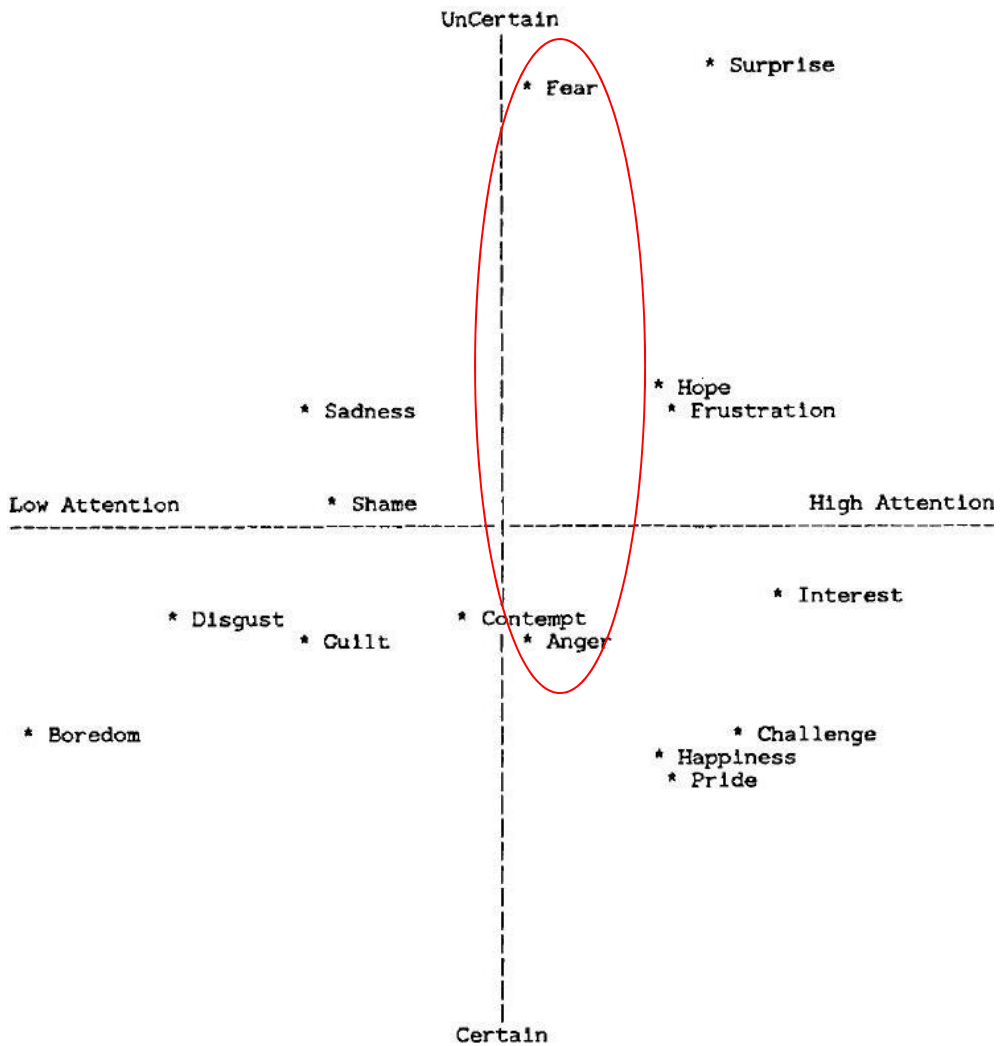 UnCertain
* Surprise
* Fear
* Hope
* Sadness * Frustration
Low Attention * Shame High Attention
* Interest
* Disgust * Contempt
* Guilt * Anger
* Boredom * Challenge
* Happiness
* Pride
Certain